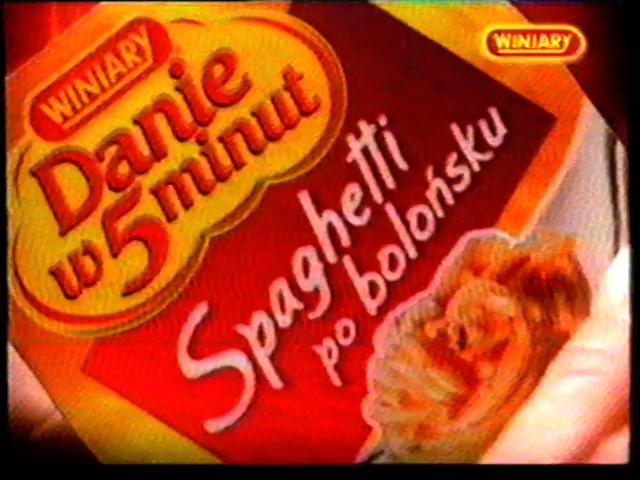 WINIARY
WINIARY
Danie
w 5 minut
Spaghetti
po bolońsku